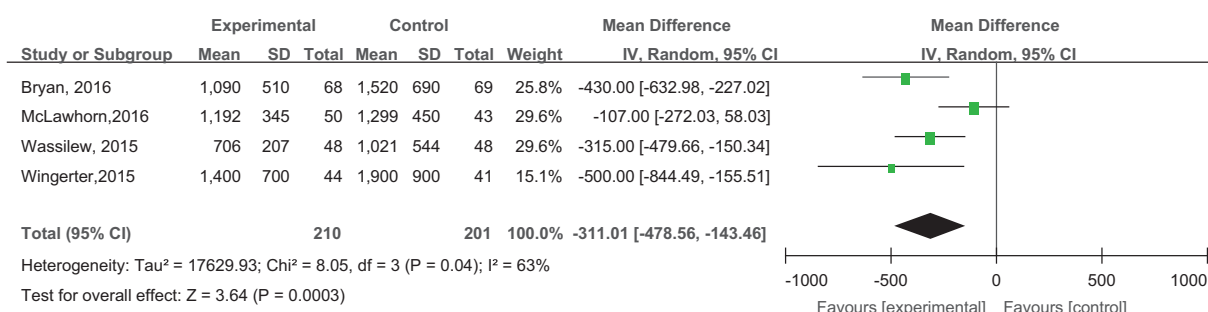 Experimental Control Mean Difference Mean Difference
Study or Subgroup Mean SD Total Mean SD Total Weight IV, Random, 95% CI IV, Random, 95% CI
Bryan, 2016 1,090 510 68 1,520 690 69 25.8% -430.00 [-632.98, -227.02]
McLawhorn,2016 1,192 345 50 1,299 450 43 29.6% -107.00 [-272.03, 58.03]
Wassilew, 2015 706 207 48 1,021 544 48 29.6% -315.00 [-479.66, -150.34]
Wingerter,2015 1,400 700 44 1,900 900 41 15.1% -500.00 [-844.49, -155.51]
Total (95% CI) 210 201 100.0% -311.01 [-478.56, -143.46]
Heterogeneity: Tau² = 17629.93; Chi² = 8.05, df = 3 (P = 0.04); I² = 63%
Test for overall effect: Z = 3.64 (P = 0.0003)
-1000 -500 0 500 1000
Favours [experimental] Favours [control]